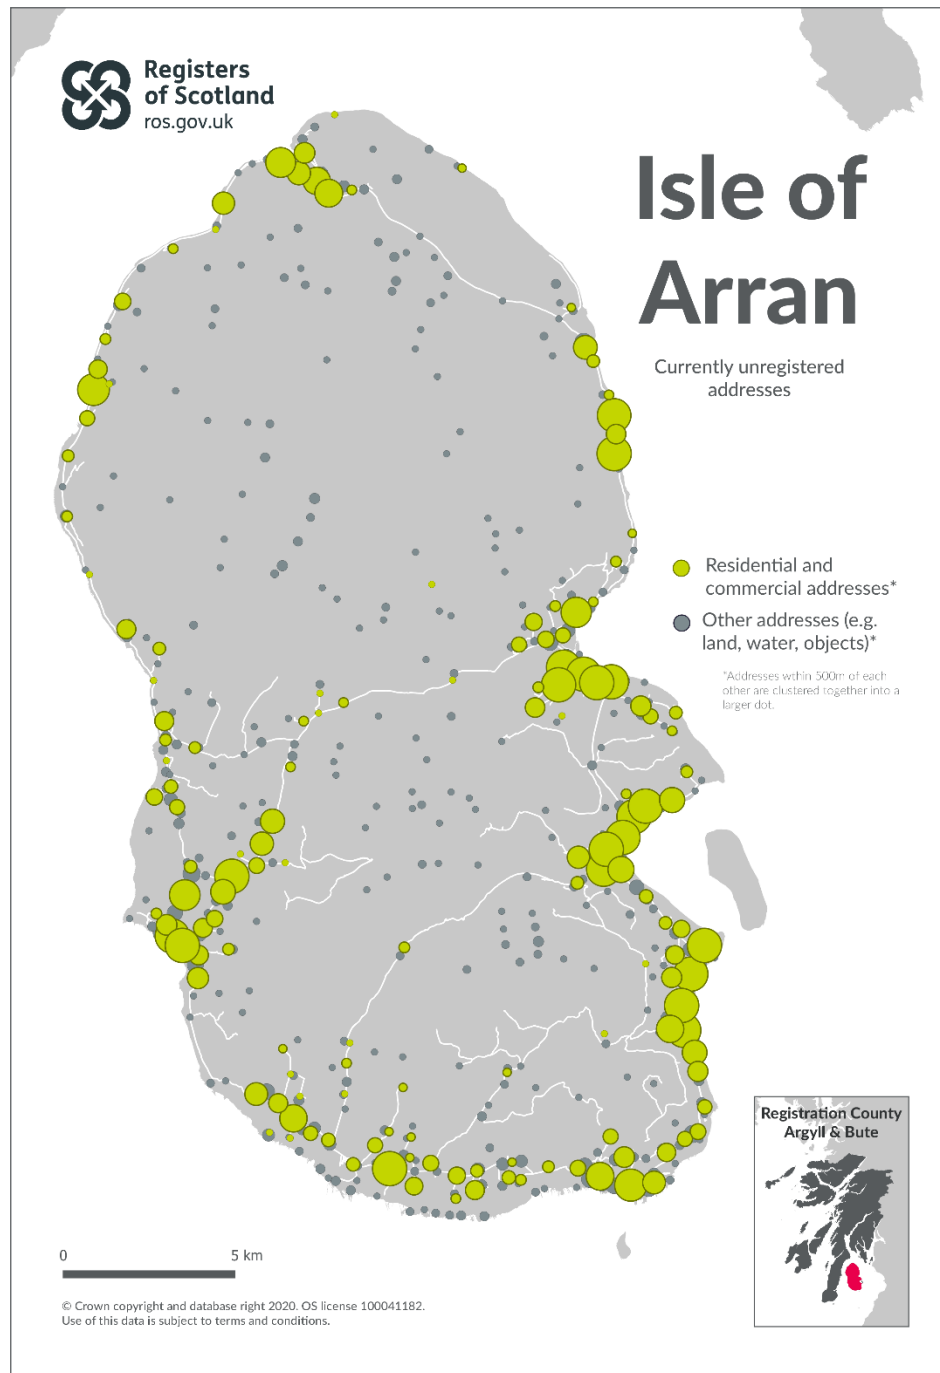 Registers
of Scotland
ros.gov.uk
Isle of
Arran
Currently unregistered
addresses
Residential and
commercial addresses*
Other addresses (e.g.
land, water, objects)*
*Addresses wthin 500m of each
other are clustered together into a
larger dot.
Registration County
Argyll & Bute
0 5 km
© Crown copyright and database right 2020. OS license 100041182.
Use of this data is subject to terms and conditions.